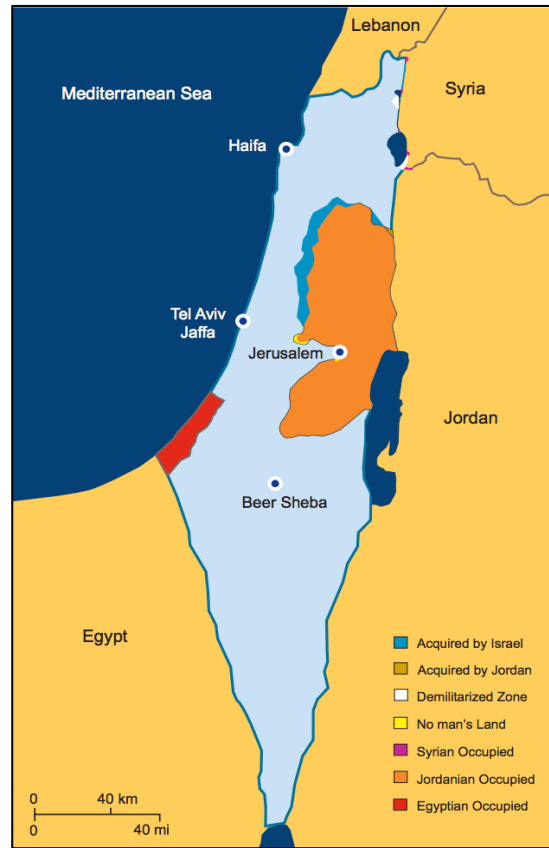 Lebanon
Mediterranean Sea
Syria
Haifa
Tel Aviv
Jaffa
Jerusalem
Jordan
Beer Sheba
Egypt
Acquired by Israel
Acquired by Jordan
Demilitarized Zone
No man's Land
Syrian Occupied
Jordanian Occupied
Egyptian Occupied
0 40 km
0 40 mi